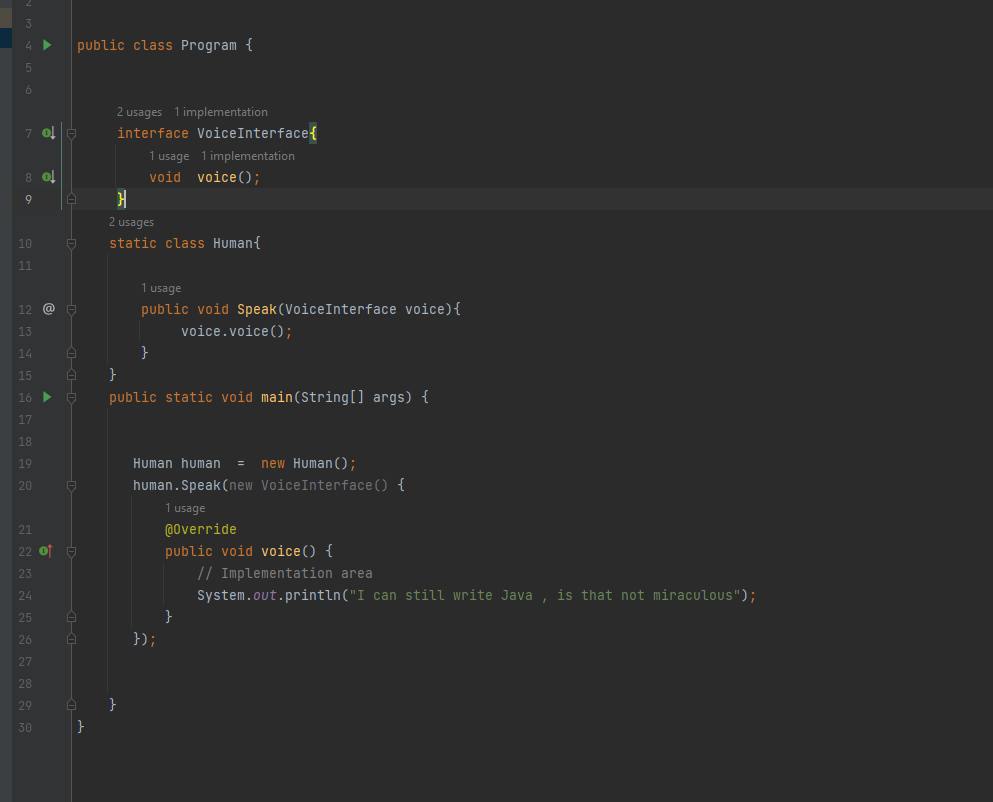 2
3
4 public class Program {
5
6
2 usages 1 implementation
7 interface VoiceInterface{
1 usage 1 implementation
8 void voice();
9 }
2 usages
10 static class Human{
11
1 usage
12 @ public void Speak(VoiceInterface voice){
13 voice.voice();
14 }
15 }
16 public static void main(String[] args) {
17
18
19 Human human = new Human();
20 human.Speak(new VoiceInterface() {
1 usage
21 @Override
22 public void voice() {
23 // Implementation area
24 System.out.println("I can still write Java , is that not miraculous");
25 }
26 });
27
28
29 }
30 }